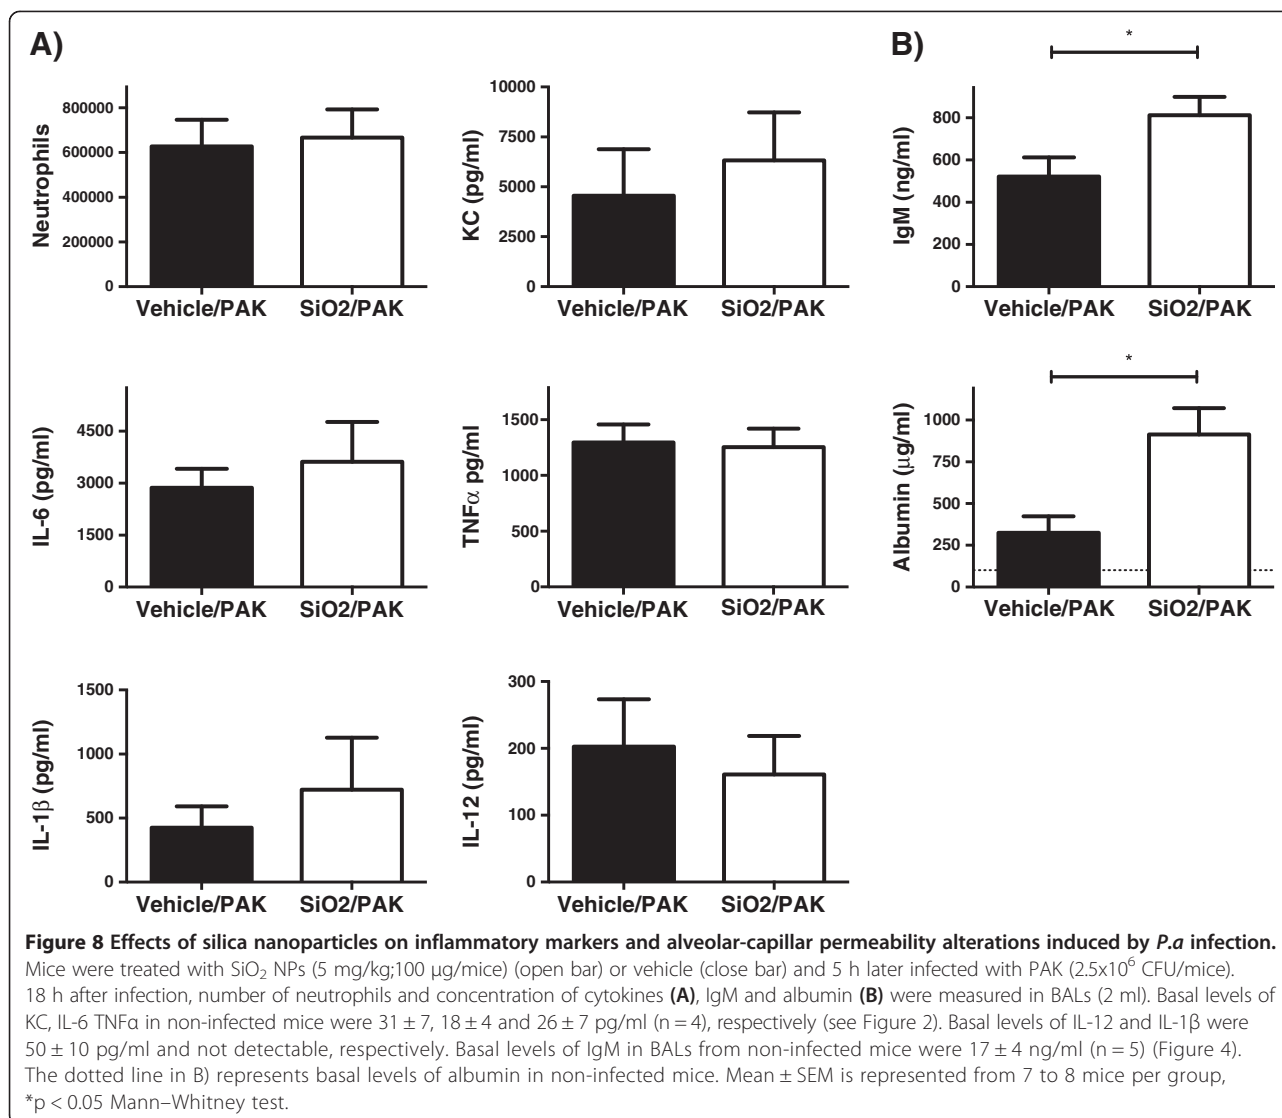 A)
B)
*
Neutrophils
800000
600000
400000
200000
0
Vehicle/PAK
SiO2/PAK
KC (pg/ml)
10000
7500
5000
2500
0
Vehicle/PAK
SiO2/PAK
IgM (ng/ml)
800
600
400
200
0
Vehicle/PAK
SiO2/PAK
IL-6 (pg/ml)
4500
3000
1500
0
Vehicle/PAK
SiO2/PAK
TNFα pg/ml
1500
1000
500
0
Vehicle/PAK
SiO2/PAK
*
Albumin (µg/ml)
1000
750
500
250
0
Vehicle/PAK
SiO2/PAK
IL-1β (pg/ml)
1500
1000
500
0
Vehicle/PAK
SiO2/PAK
IL-12 (pg/ml)
300
200
100
0
Vehicle/PAK
SiO2/PAK
Figure 8 Effects of silica nanoparticles on inflammatory markers and alveolar-capillar permeability alterations induced by P.a infection.
Mice were treated with SiO₂ NPs (5 mg/kg;100 µg/mice) (open bar) or vehicle (close bar) and 5 h later infected with PAK (2.5x10⁶ CFU/mice).
18 h after infection, number of neutrophils and concentration of cytokines (A), IgM and albumin (B) were measured in BALs (2 ml). Basal levels of
KC, IL-6 TNFα in non-infected mice were 31 ± 7, 18 ± 4 and 26 ± 7 pg/ml (n = 4), respectively (see Figure 2). Basal levels of IL-12 and IL-1β were
50 ± 10 pg/ml and not detectable, respectively. Basal levels of IgM in BALs from non-infected mice were 17 ± 4 ng/ml (n = 5) (Figure 4).
The dotted line in B) represents basal levels of albumin in non-infected mice. Mean ± SEM is represented from 7 to 8 mice per group,
*p < 0.05 Mann–Whitney test.